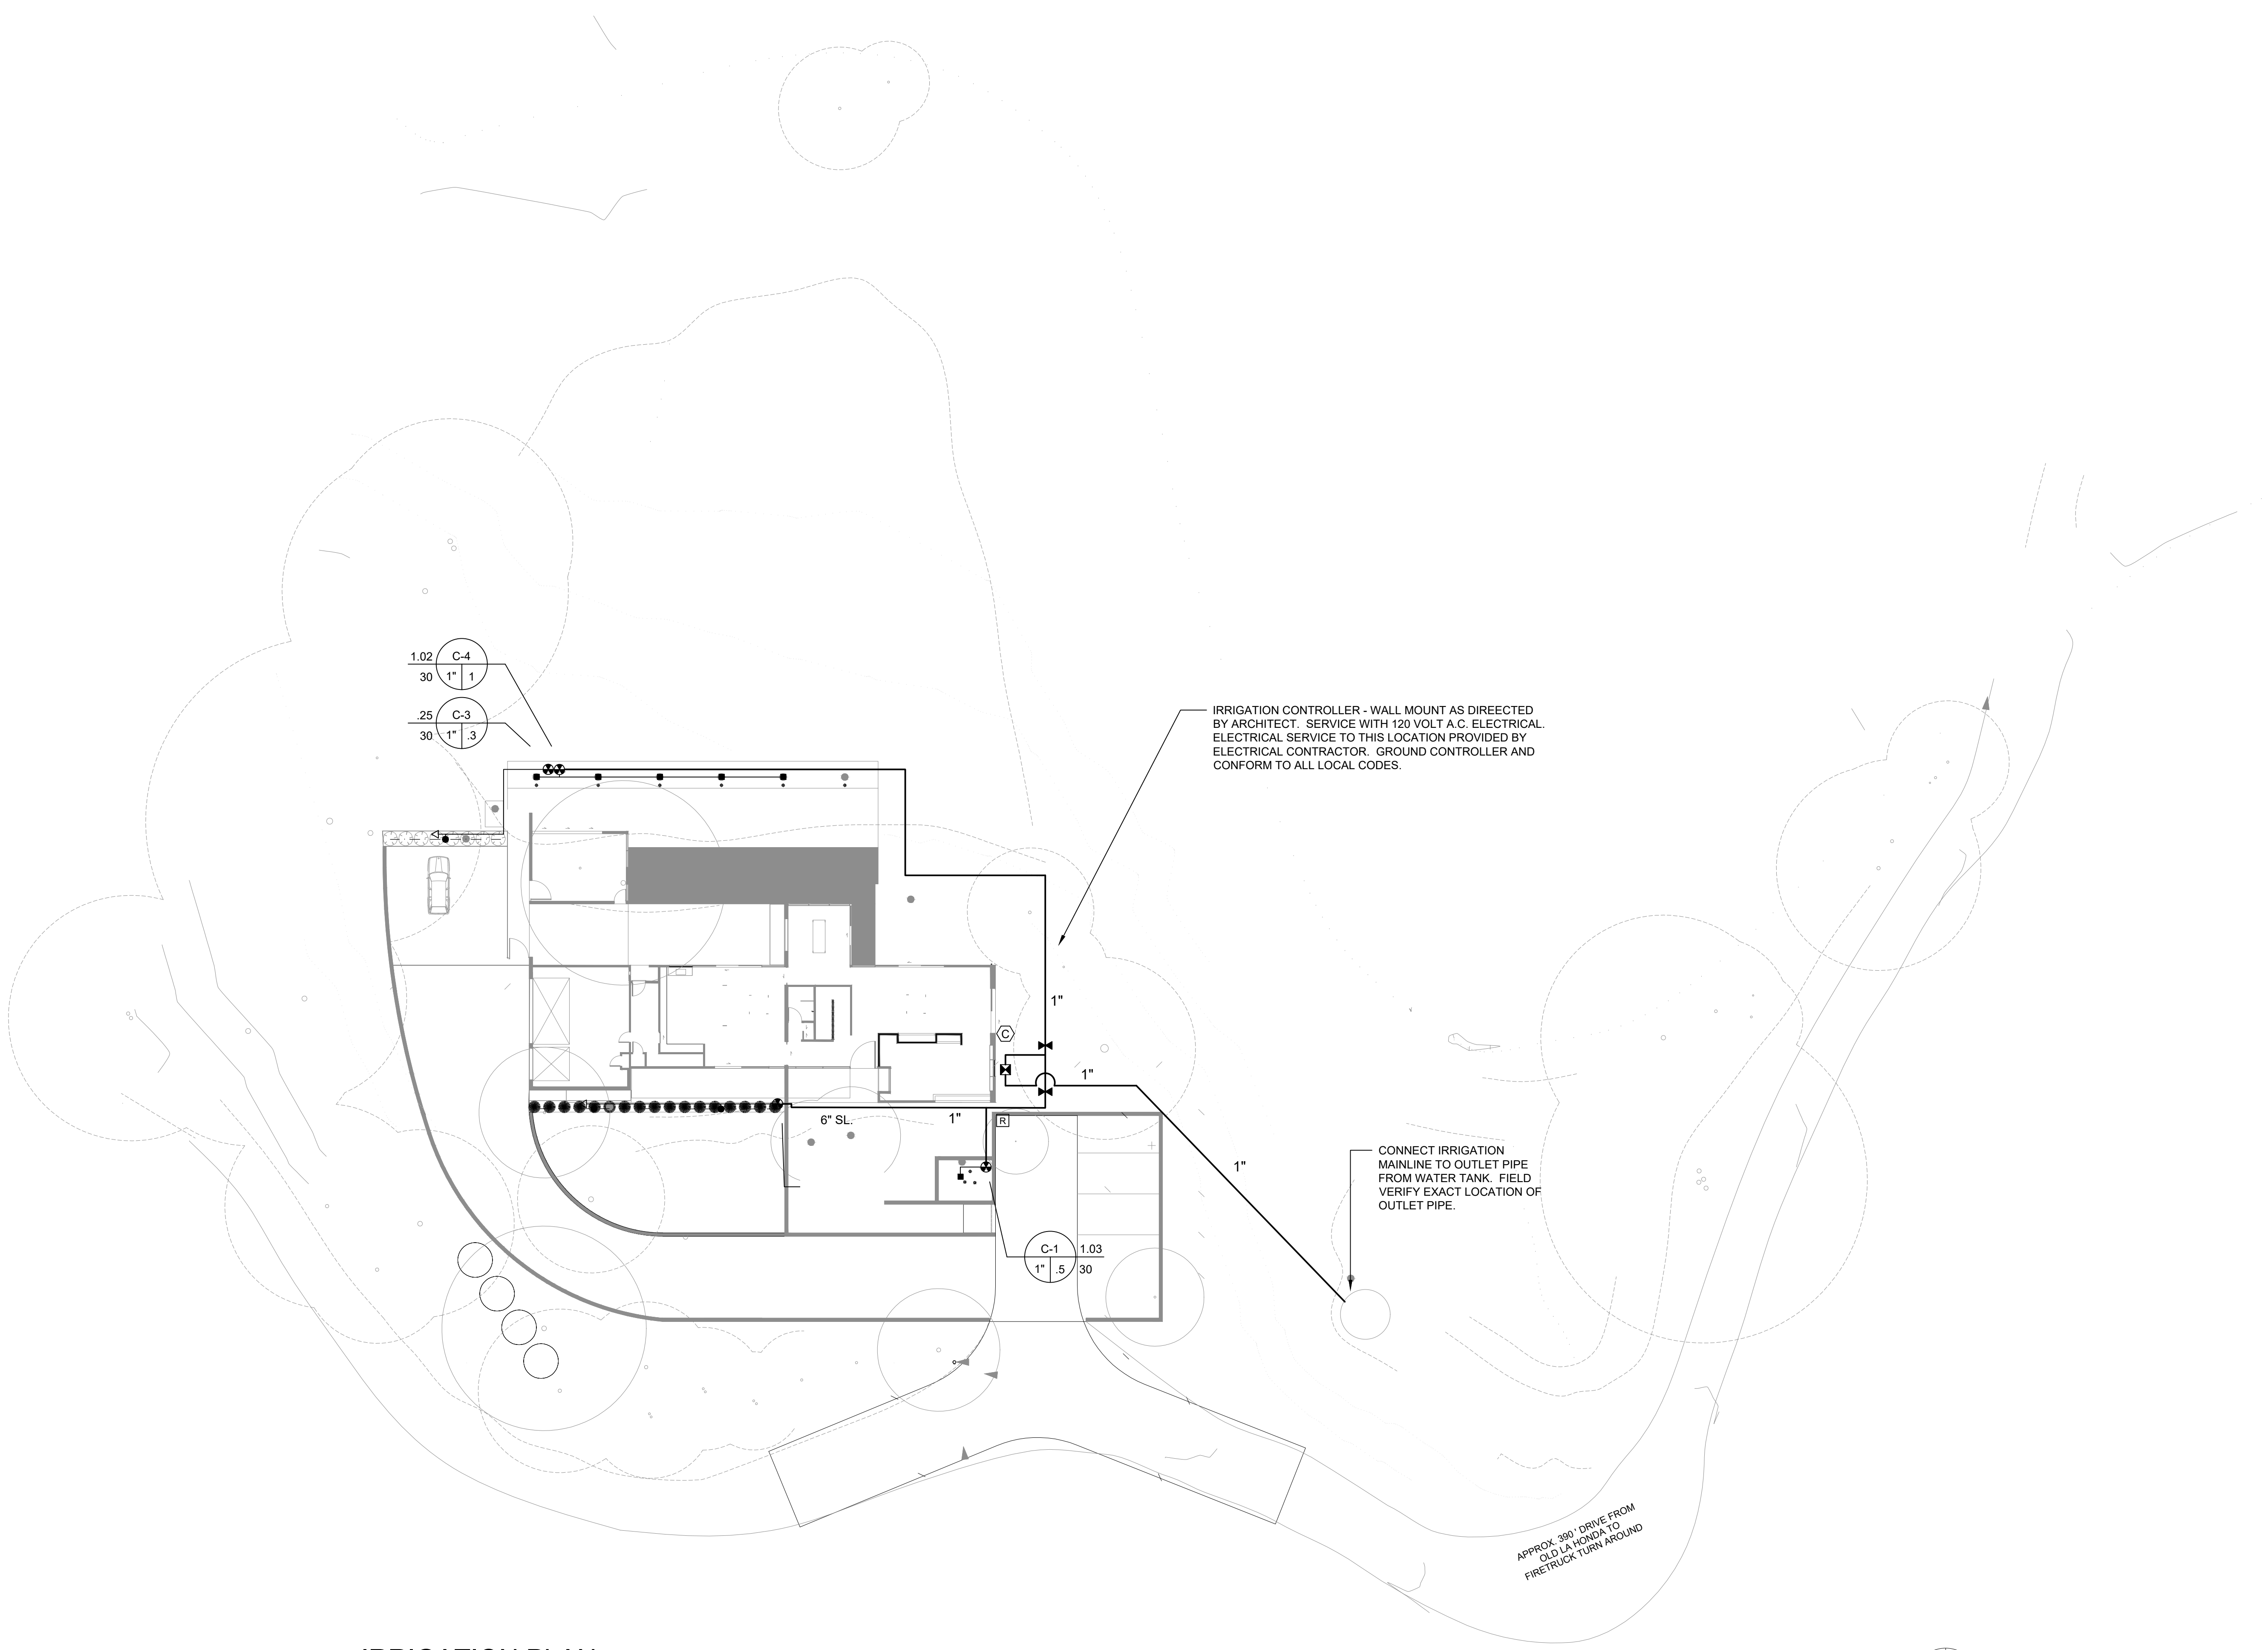 1.02 C-4
30 1" 1
.25 C-3
30 1" .3
IRRIGATION CONTROLLER - WALL MOUNT AS DIREECTED
BY ARCHITECT. SERVICE WITH 120 VOLT A.C. ELECTRICAL.
ELECTRICAL SERVICE TO THIS LOCATION PROVIDED BY
ELECTRICAL CONTRACTOR. GROUND CONTROLLER AND
CONFORM TO ALL LOCAL CODES.
1"
C
1"
6" SL.
1"
R
1"
CONNECT IRRIGATION
MAINLINE TO OUTLET PIPE
FROM WATER TANK. FIELD
VERIFY EXACT LOCATION OF
OUTLET PIPE.
C-1 1.03
1" .5 30
APPROX. 390 ' DRIVE FROM
OLD LA HONDA TO
FIRETRUCK TURN AROUND
IRRIGATION PLAN